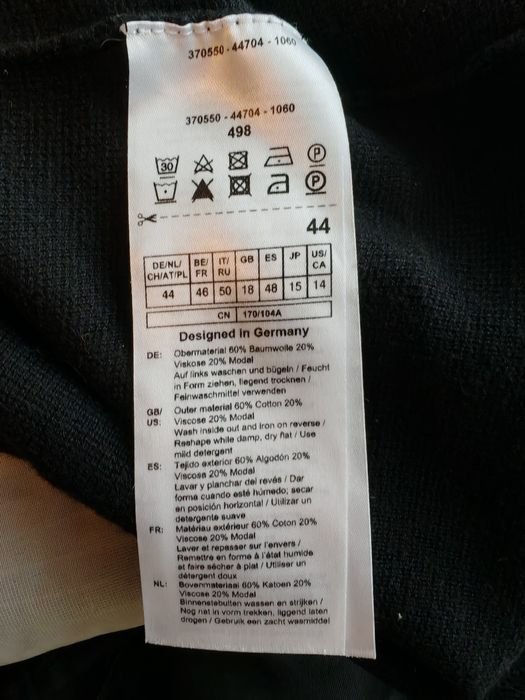 370550 - 44704 - 1060
370550 - 44704 - 1060
498
30 P
P
44
DE/NL/ CH/AT/PL BE/ FR IT/ RU GB ES JP US/ CA
44 46 50 18 48 15 14
CN 170/104A
Designed in Germany
DE: Obermaterial 60% Baumwolle 20%
Viskose 20% Modal
Auf links waschen und bügeln / Feucht
in Form ziehen, liegend trocknen /
Feinwaschmittel verwenden
GB/ US: Outer material 60% Cotton 20%
Viscose 20% Modal
Wash inside out and iron on reverse /
Reshape while damp, dry flat / Use
mild detergent
ES: Tejido exterior 60% Algodón 20%
Viscosa 20% Modal
Lavar y planchar del revés / Dar
forma cuando esté húmedo; secar
en posición horizontal / Utilizar un
detergente suave
FR: Matériau extérieur 60% Coton 20%
Viscose 20% Modal
Laver et repasser sur l'envers /
Remettre en forme à l'état humide
et faire sécher à plat / Utiliser un
détergent doux
NL: Bovenmateriaal 60% Katoen 20%
Viscose 20% Modal
Binnenstebuiten wassen en strijken /
Nog nat in vorm trekken, liggend laten
drogen / Gebruik een zacht wasmiddel